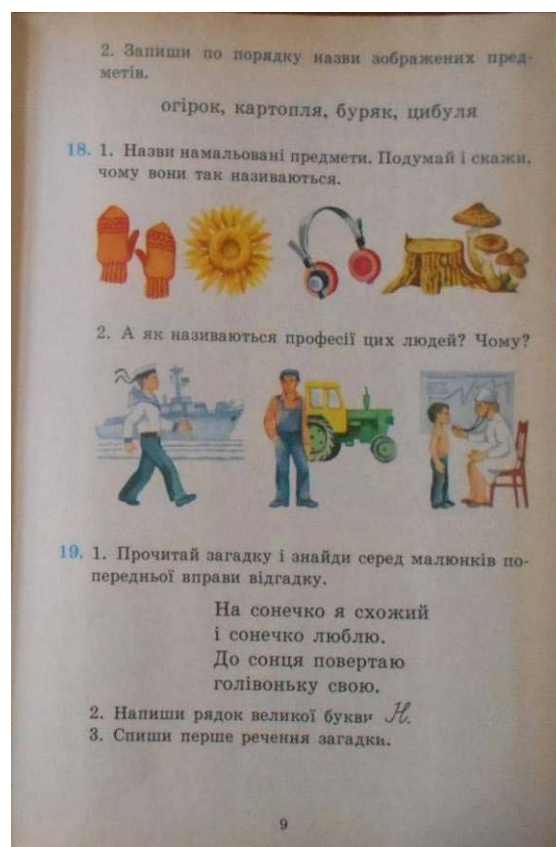 2. Запиши по порядку назви зображених пред-
метів.
огірок, картопля, буряк, цибуля
18. 1. Назви намальовані предмети. Подумай і скажи,
чому вони так називаються.
2. А як називаються професії цих людей? Чому?
19. 1. Прочитай загадку і знайди серед малюнків по-
передньої вправи відгадку.
На сонечко я схожий
і сонечко люблю.
До сонця повертаю
голівоньку свою.
2. Напиши рядок великої букви Н.
3. Спиши перше речення загадки.
9